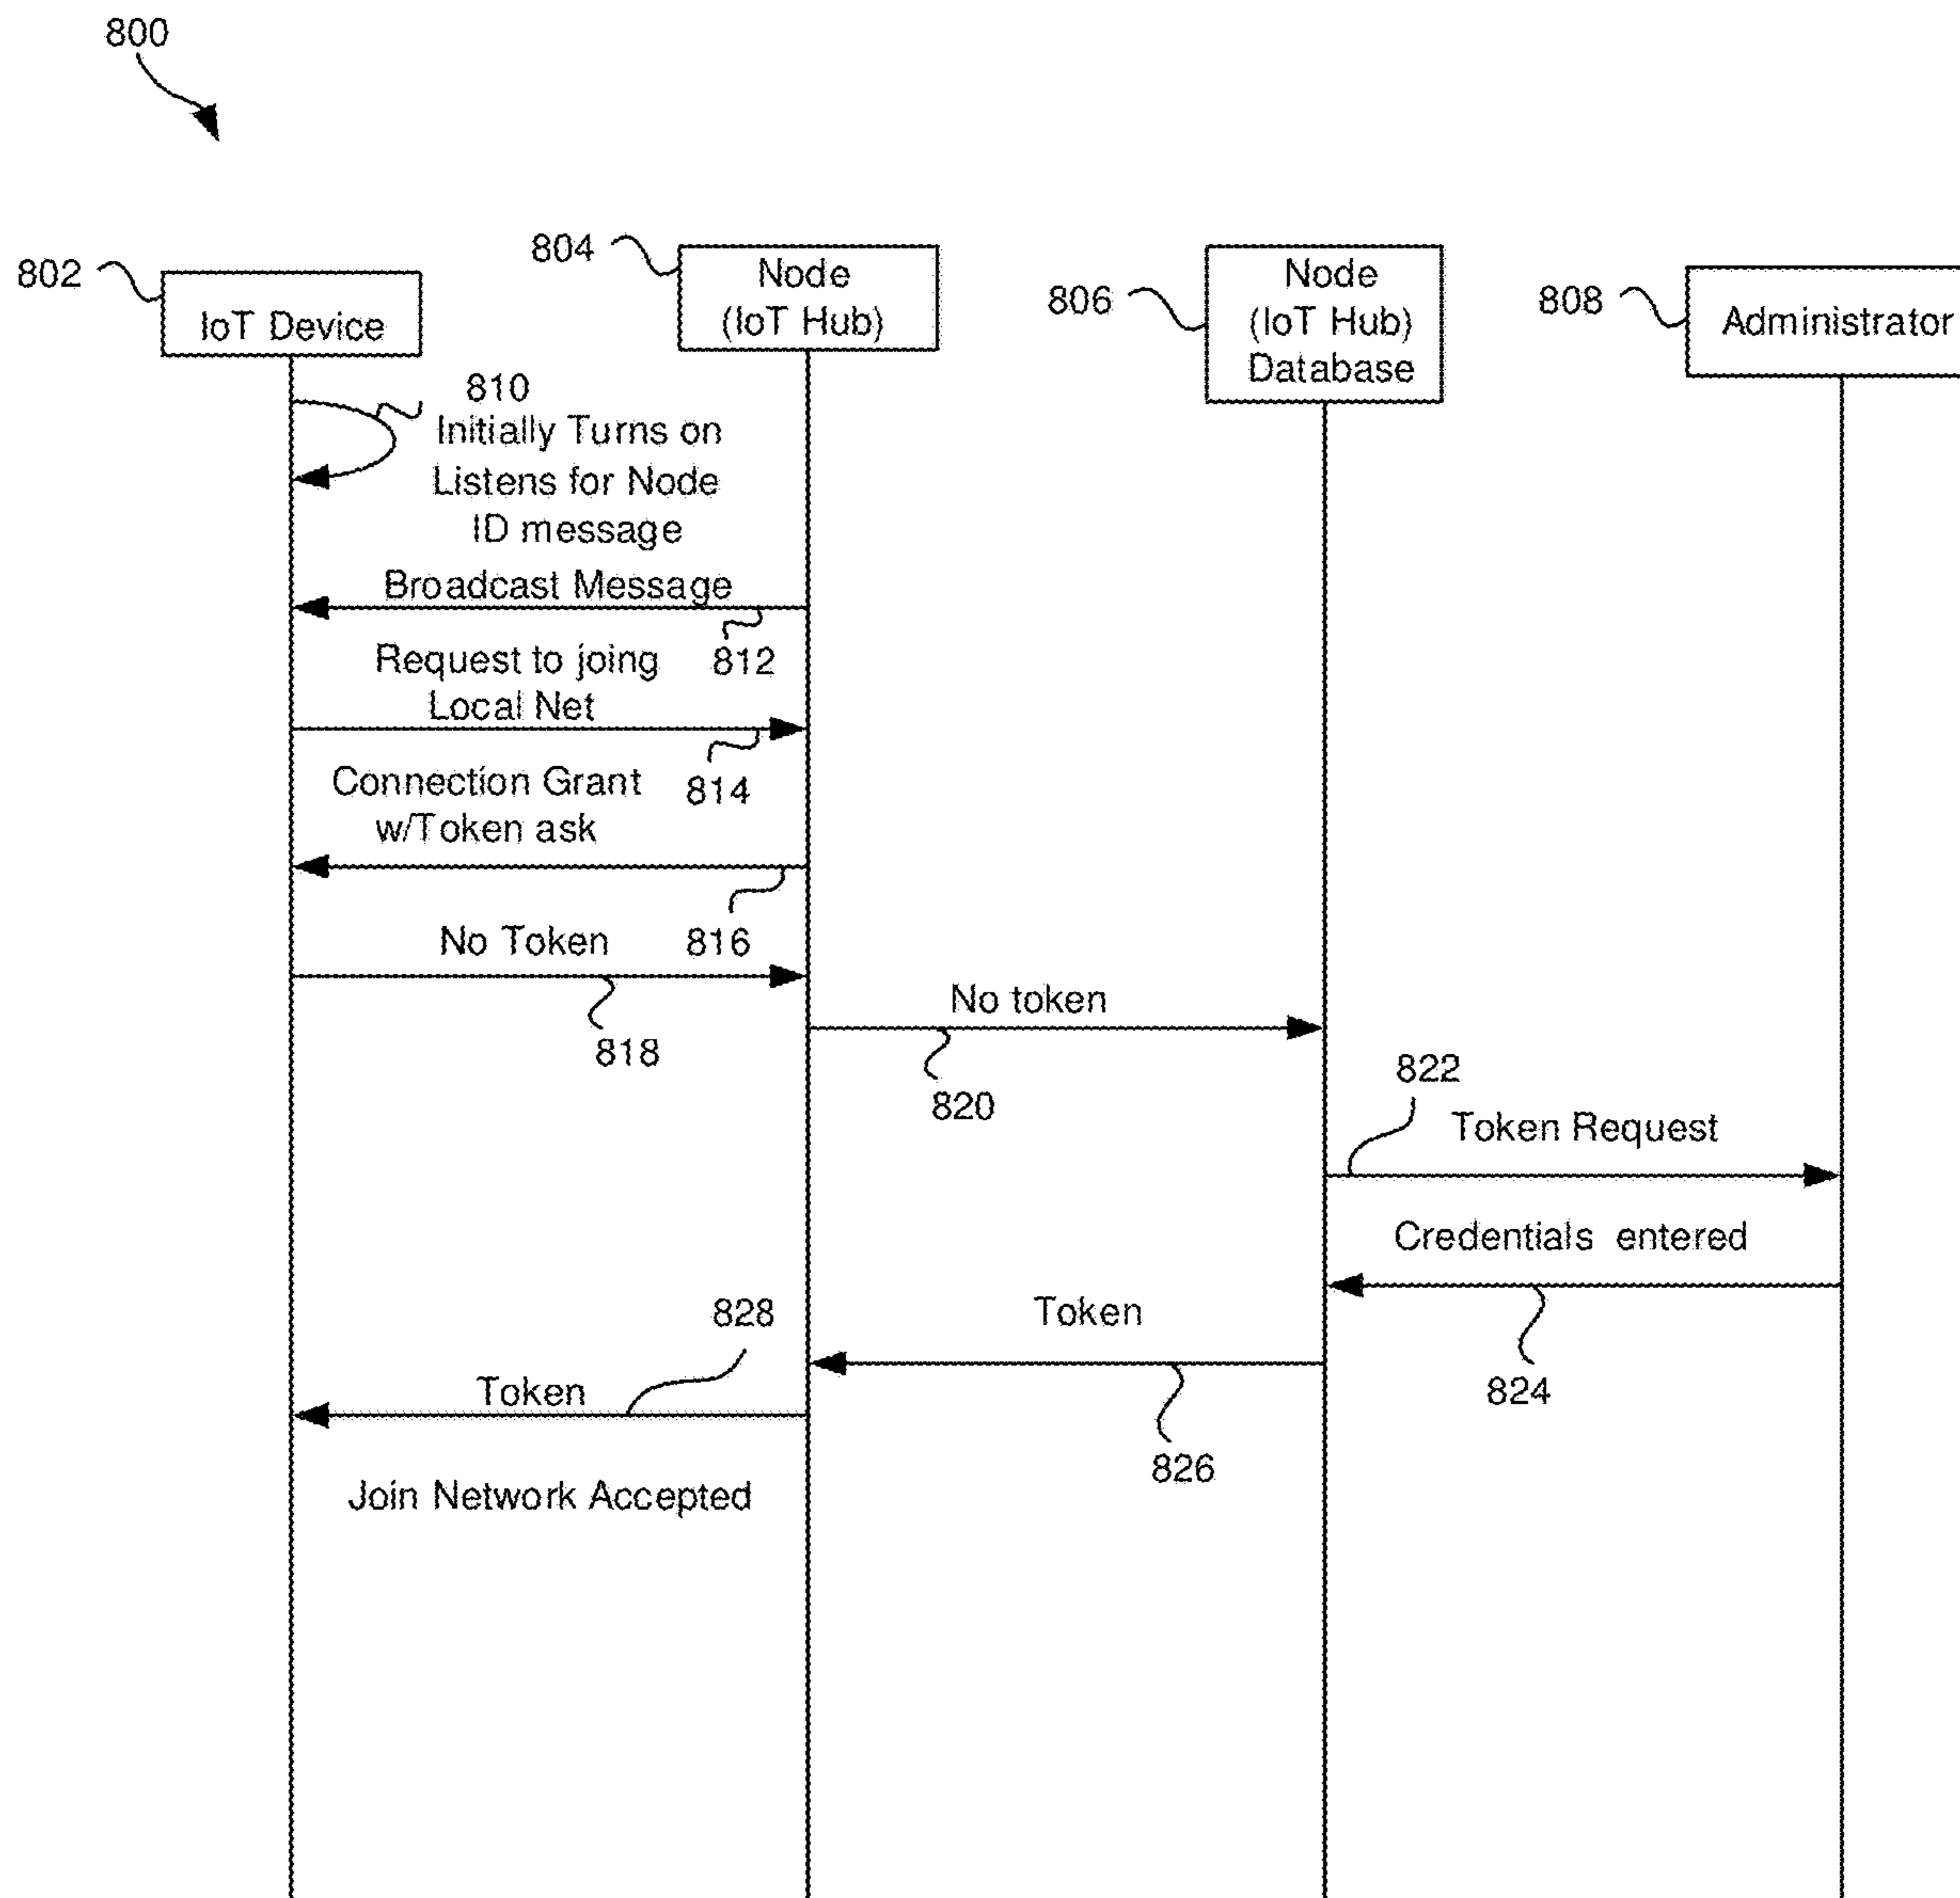 800
802
IoT Device
804
Node
(IoT Hub)
806
Node
(IoT Hub)
Database
808
Administrator
810
Initially Turns on
Listens for Node
ID message
Broadcast Message
812
Request to joing
Local Net
814
Connection Grant
w/Token ask
816
No Token
818
No token
820
822
Token Request
Credentials entered
824
Token
826
828
Token
Join Network Accepted